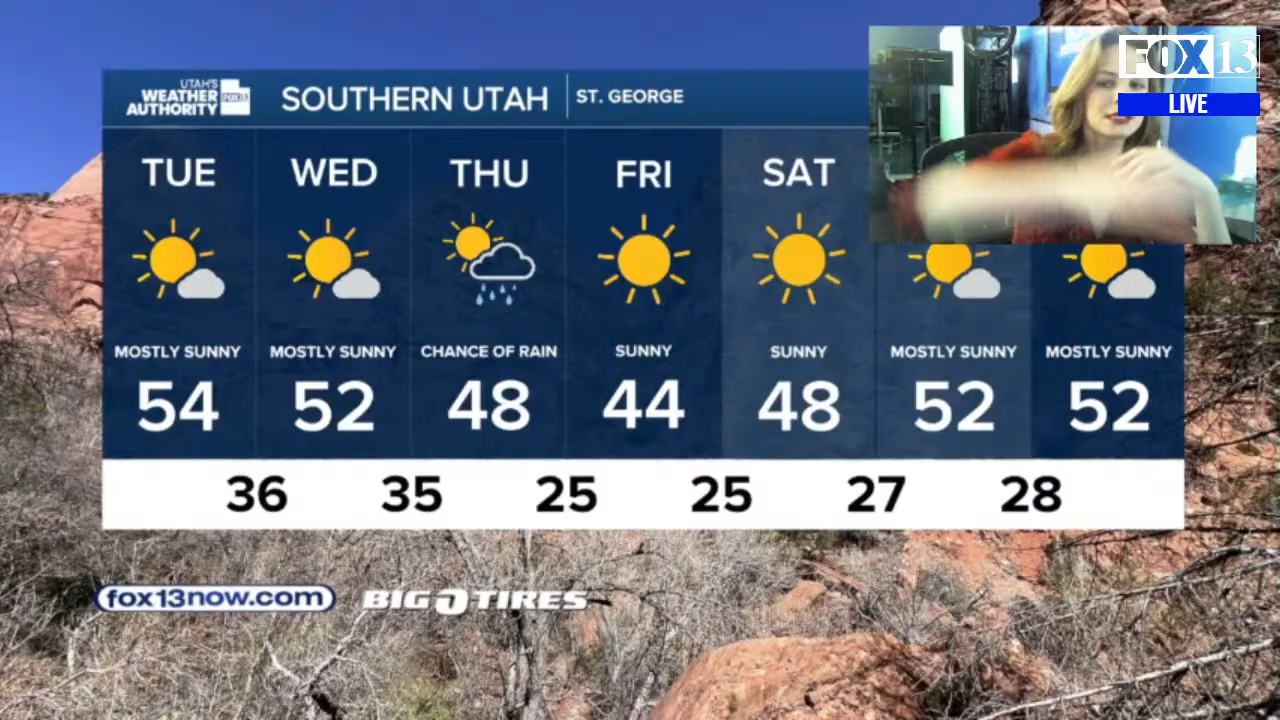 UTAH'S
WEATHER
AUTHORITY
FOX 13
SOUTHERN UTAH
ST. GEORGE
FOX 13
LIVE
TUE WED THU FRI SAT
MOSTLY SUNNY MOSTLY SUNNY CHANCE OF RAIN SUNNY SUNNY MOSTLY SUNNY MOSTLY SUNNY
54 52 48 44 48 52 52
36 35 25 25 27 28
fox13now.com
BIG O TIRES